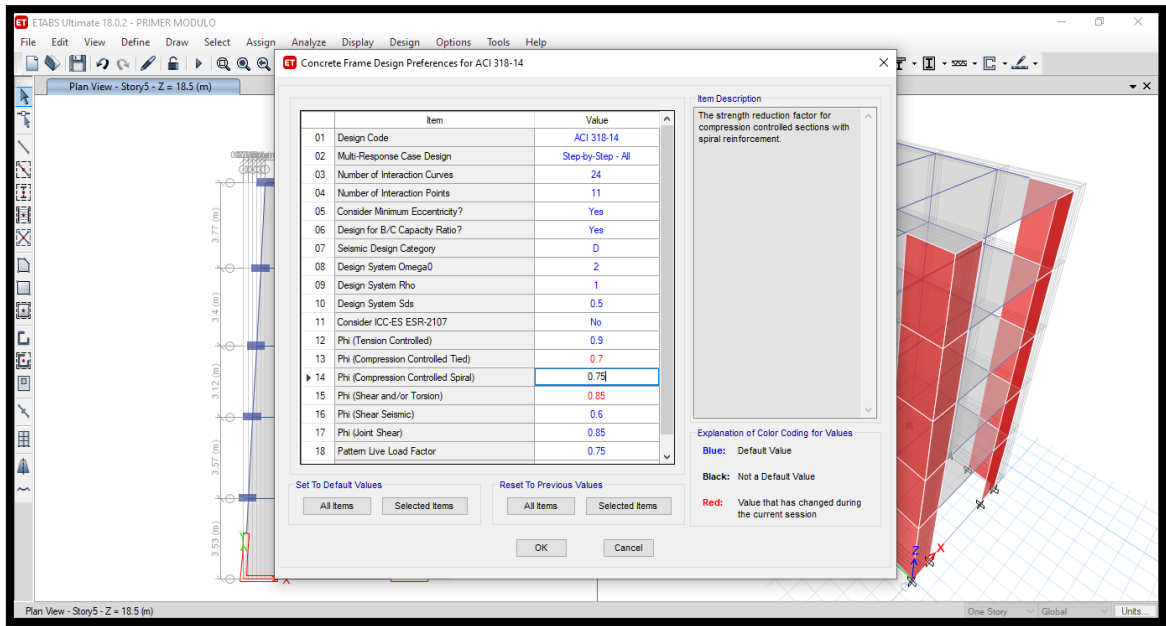 ETABS Ultimate 18.0.2 - PRIMER MODULO
File Edit View Define Draw Select Assign Analyze Display Design Options Tools Help
Plan View - Story5 - Z = 18.5 (m)
Concrete Frame Design Preferences for ACI 318-14
Item Value
01 Design Code ACI 318-14
02 Multi-Response Case Design Step-by-Step - All
03 Number of Interaction Curves 24
04 Number of Interaction Points 11
05 Consider Minimum Eccentricity? Yes
06 Design for B/C Capacity Ratio? Yes
07 Seismic Design Category D
08 Design System Omega0 2
09 Design System Rho 1
10 Design System Sds 0.5
11 Consider ICC-ES ESR-2107 No
12 Phi (Tension Controlled) 0.9
13 Phi (Compression Controlled Tied) 0.7
14 Phi (Compression Controlled Spiral) 0.75
15 Phi (Shear and/or Torsion) 0.85
16 Phi (Shear Seismic) 0.6
17 Phi (Joint Shear) 0.85
18 Pattern Live Load Factor 0.75
Set To Default Values
All Items Selected Items
Reset To Previous Values
All Items Selected Items
OK Cancel
Item Description
The strength reduction factor for
compression controlled sections with
spiral reinforcement.
Explanation of Color Coding for Values
Blue: Default Value
Black: Not a Default Value
Red: Value that has changed during
the current session
3.77 (m)
3.4 (m)
3.12 (m)
3.57 (m)
3.53 (m)
Y
X
Z
X
Plan View - Story5 - Z = 18.5 (m)
One Story Global Units...